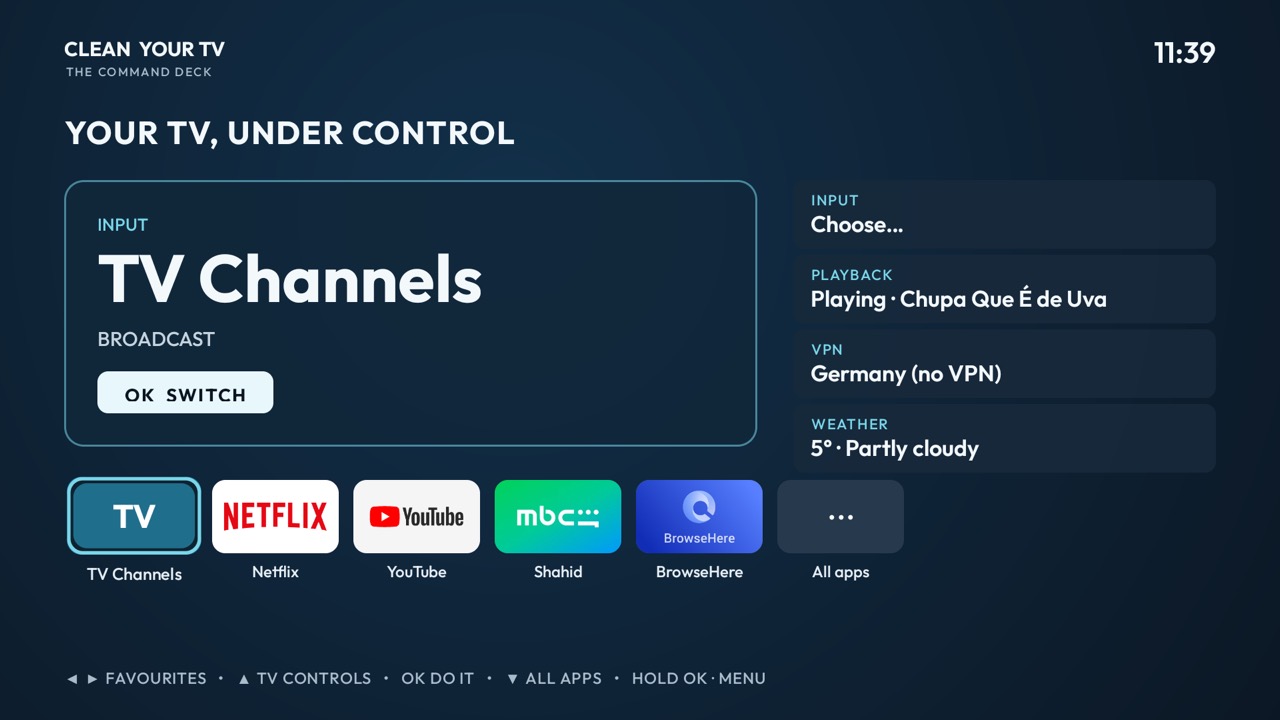 CLEAN YOUR TV
THE COMMAND DECK
11:39
YOUR TV, UNDER CONTROL
INPUT
TV Channels
BROADCAST
OK SWITCH
INPUT
Choose...
PLAYBACK
Playing · Chupa Que É de Uva
VPN
Germany (no VPN)
WEATHER
5° · Partly cloudy
TV
NETFLIX
YouTube
mbc
BrowseHere
...
TV Channels
Netflix
YouTube
Shahid
BrowseHere
All apps
◄ ► FAVOURITES • ▲ TV CONTROLS • OK DO IT • ▼ ALL APPS • HOLD OK · MENU